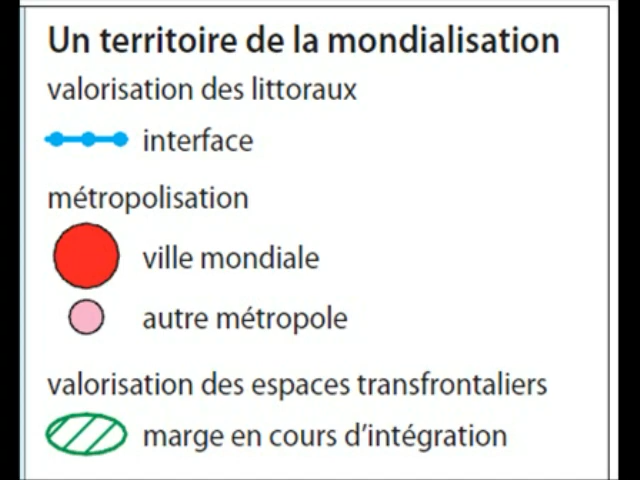 Un territoire de la mondialisation
valorisation des littoraux
interface
métropolisation
ville mondiale
autre métropole
valorisation des espaces transfrontaliers
marge en cours d'intégration